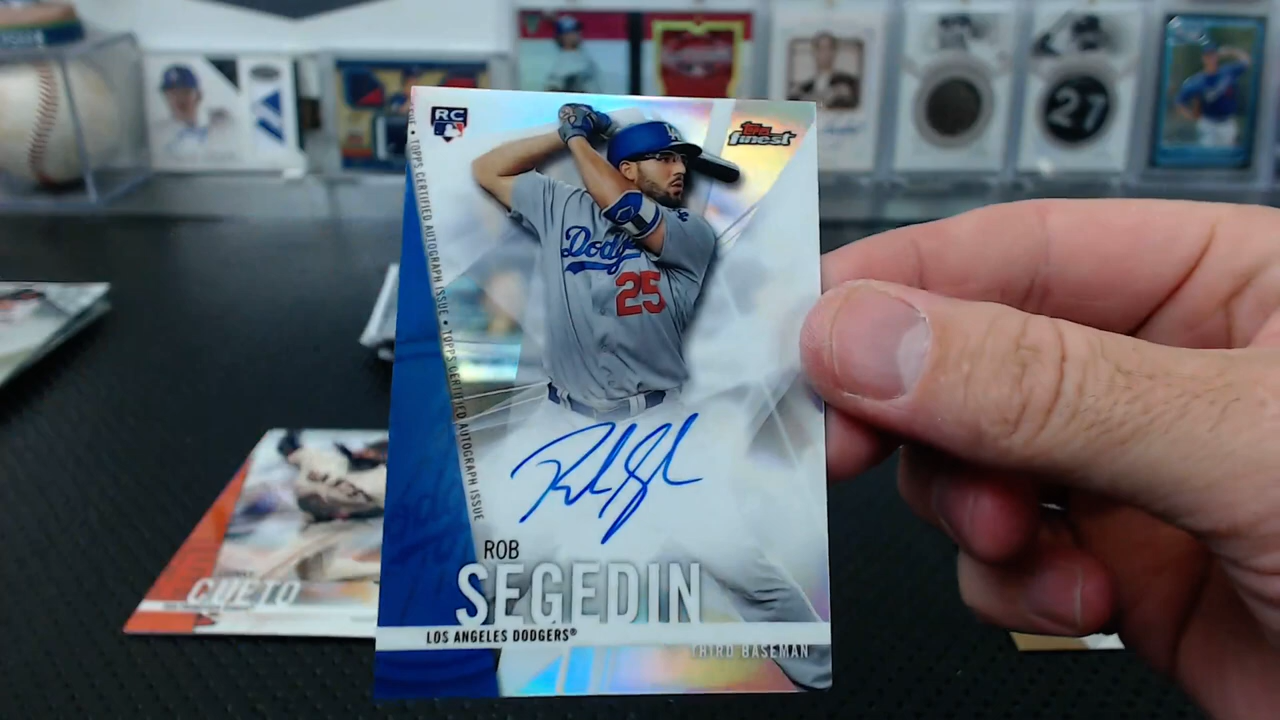 RC
Topps
finest
TOPPS CERTIFIED AUTOGRAPH ISSUE • TOPPS CERTIFIED AUTOGRAPH ISSUE
Dodg
25
ROB
SEGEDIN
LOS ANGELES DODGERS®
THIRD BASEMAN
CUETO
27